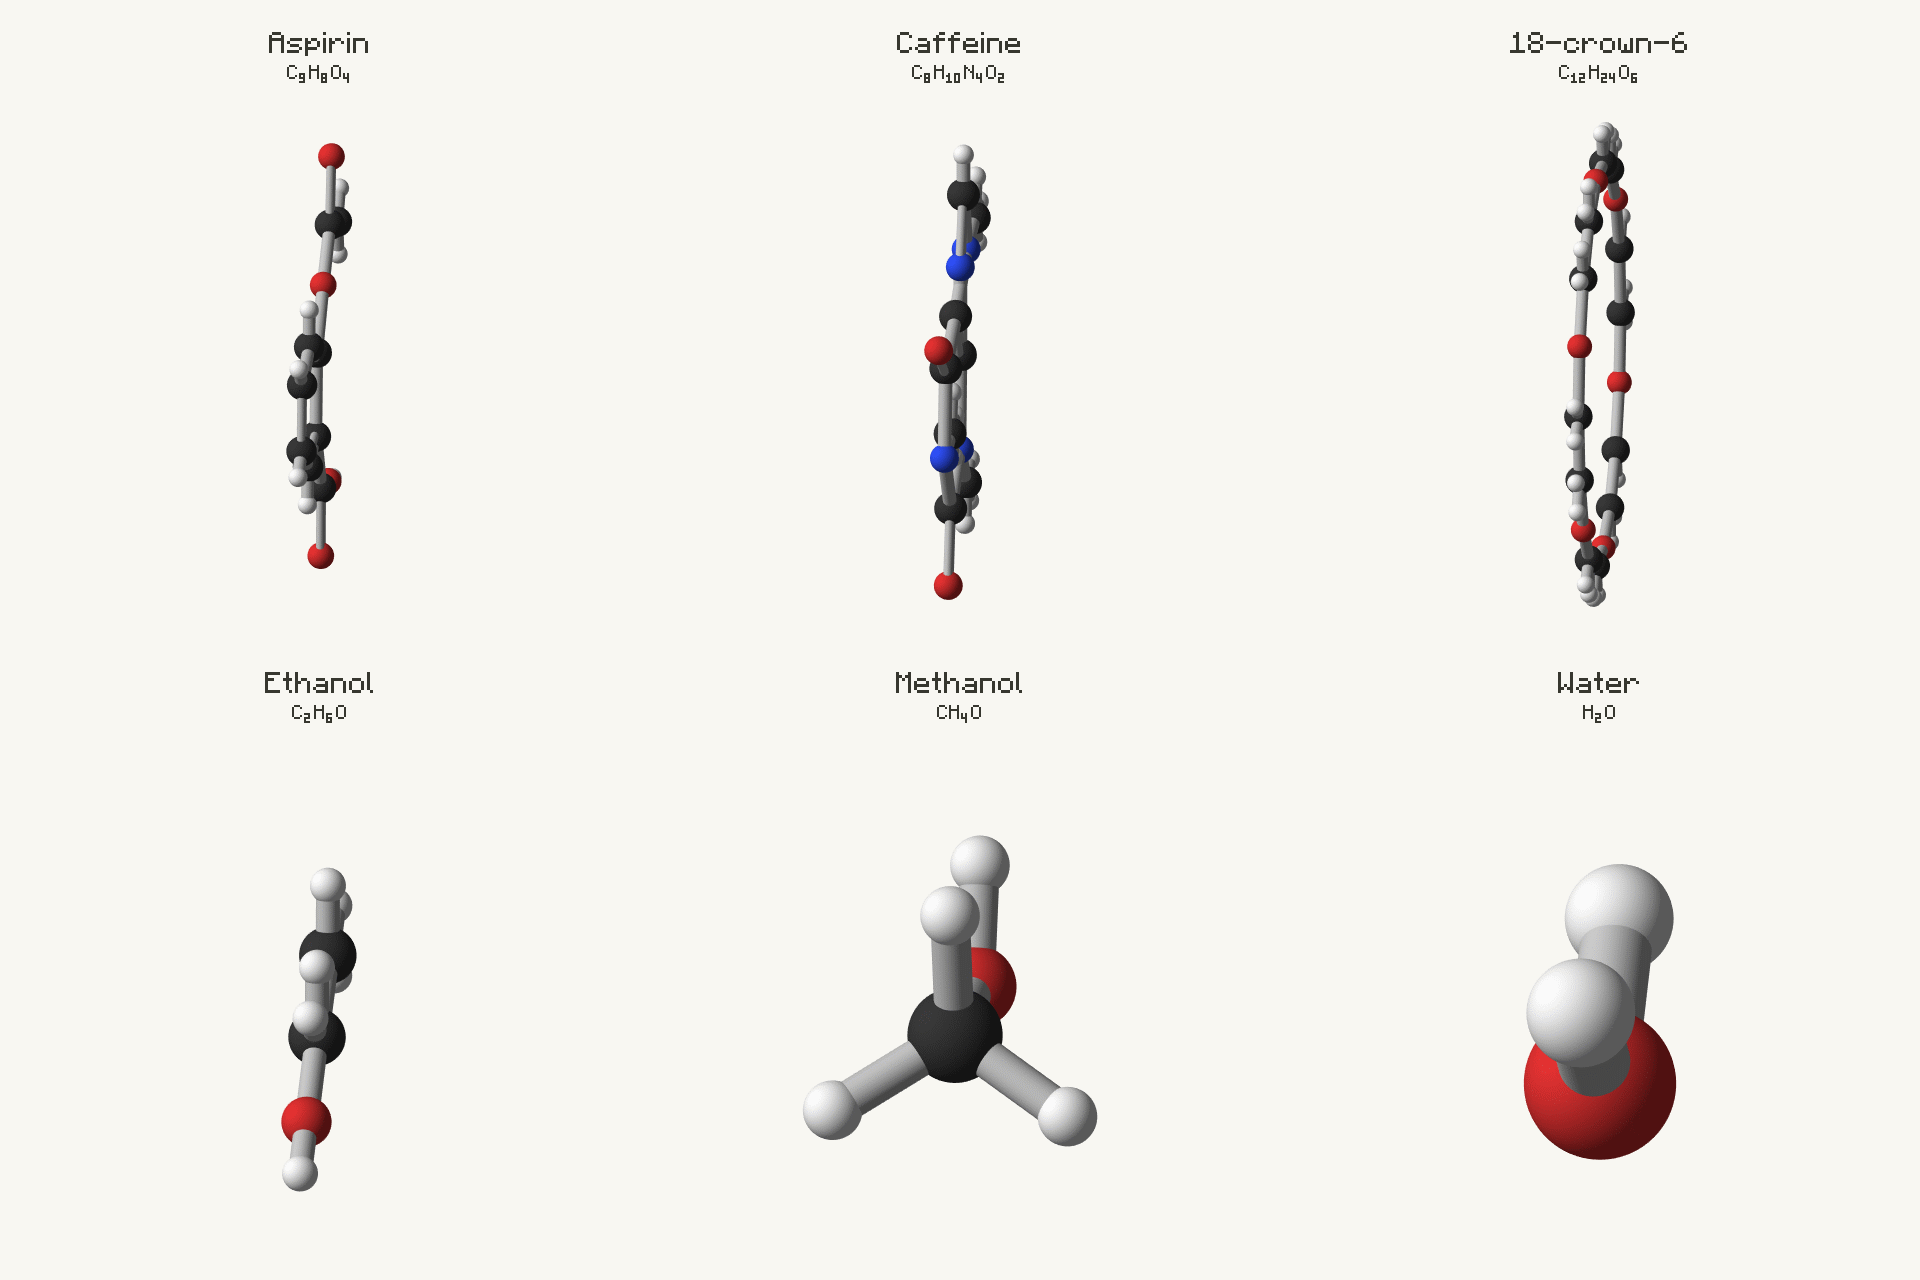 Aspirin
C₉H₈O₄
Caffeine
C₈H₁₀N₄O₂
18-crown-6
C₁₂H₂₄O₆
Ethanol
C₂H₆O
Methanol
CH₄O
Water
H₂O